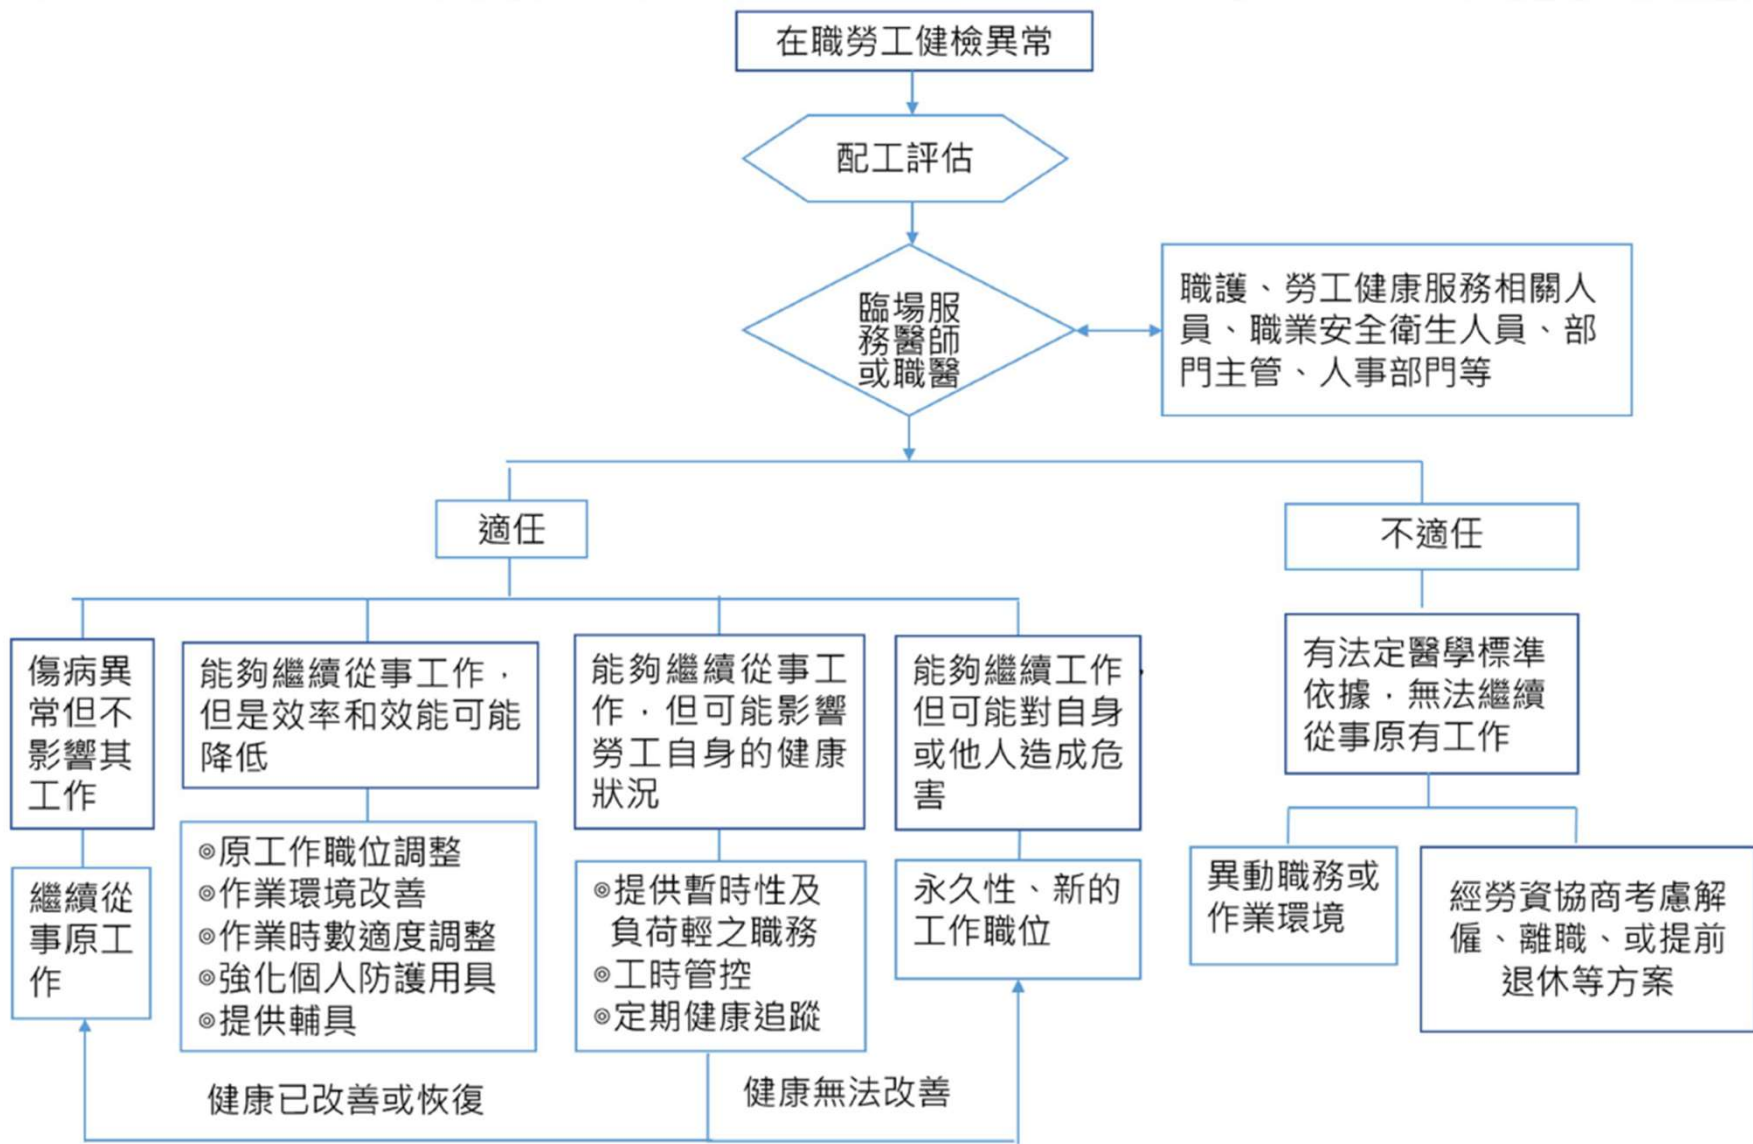 在職勞工健檢異常
配工評估
臨場服
務醫師
或職醫
職護、勞工健康服務相關人
員、職業安全衛生人員、部
門主管、人事部門等
適任
不適任
傷病異
常但不
影響其
工作
能夠繼續從事工作，
但是效率和效能可能
降低
能夠繼續從事工
作，但可能影響
勞工自身的健康
狀況
能夠繼續工作，
但可能對自身
或他人造成危
害
有法定醫學標準
依據，無法繼續
從事原有工作
繼續從
事原工
作
◎原工作職位調整
◎作業環境改善
◎作業時數適度調整
◎強化個人防護用具
◎提供輔具
◎提供暫時性及
負荷輕之職務
◎工時管控
◎定期健康追蹤
永久性、新的
工作職位
異動職務或
作業環境
經勞資協商考慮解
僱、離職、或提前
退休等方案
健康已改善或恢復
健康無法改善